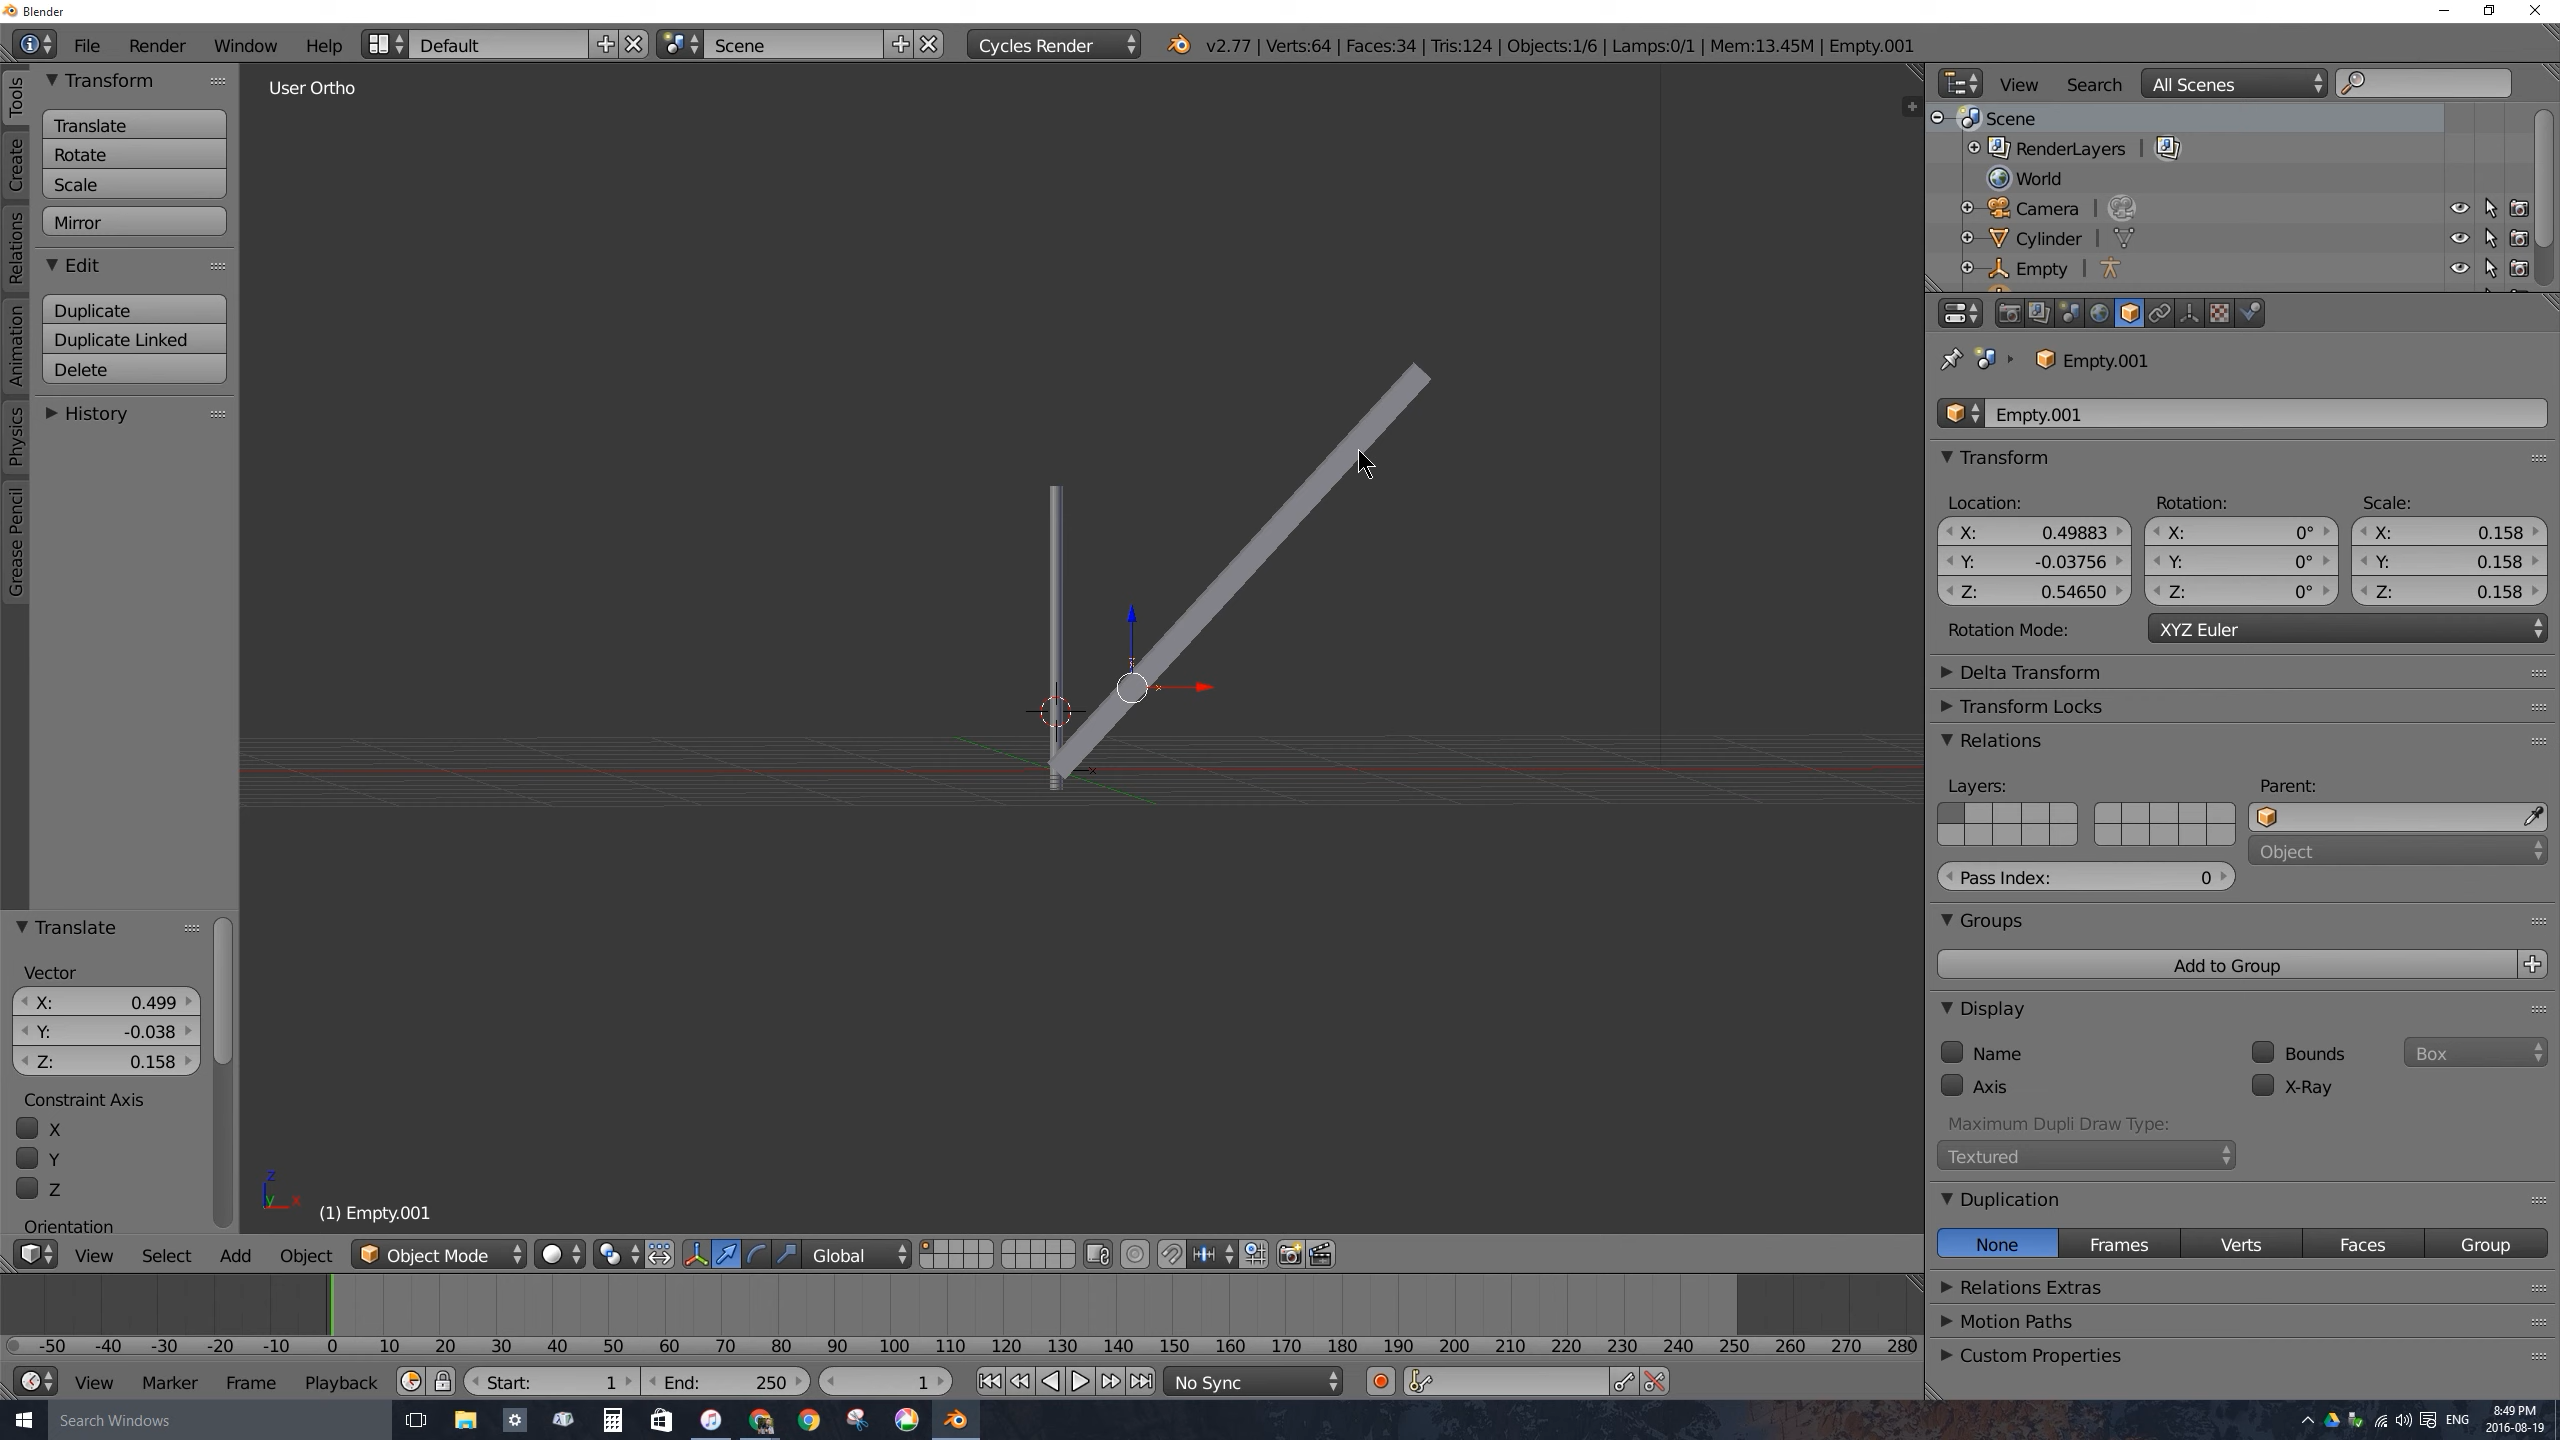 Blender
File Render Window Help Default Scene Cycles Render v2.77 | Verts:64 | Faces:34 | Tris:124 | Objects:1/6 | Lamps:0/1 | Mem:13.45M | Empty.001
Tools
Create
Relations
Animation
Physics
Grease Pencil
Transform
Translate
Rotate
Scale
Mirror
Edit
Duplicate
Duplicate Linked
Delete
History
Translate
Vector
X: 0.499
Y: -0.038
Z: 0.158
Constraint Axis
X
Y
Z
Orientation
User Ortho
z
y x
(1) Empty.001
View Select Add Object Object Mode Global
-50 -40 -30 -20 -10 0 10 20 30 40 50 60 70 80 90 100 110 120 130 140 150 160 170 180 190 200 210 220 230 240 250 260 270 280
View Marker Frame Playback Start: 1 End: 250 1 No Sync
View Search All Scenes
Scene
RenderLayers |
World
Camera |
Cylinder |
Empty |
Empty.001
Empty.001
Transform
Location: Rotation: Scale:
X: 0.49883 X: 0° X: 0.158
Y: -0.03756 Y: 0° Y: 0.158
Z: 0.54650 Z: 0° Z: 0.158
Rotation Mode: XYZ Euler
Delta Transform
Transform Locks
Relations
Layers: Parent:
Object
Pass Index: 0
Groups
Add to Group
Display
Name Bounds Box
Axis X-Ray
Maximum Dupli Draw Type:
Textured
Duplication
None Frames Verts Faces Group
Relations Extras
Motion Paths
Custom Properties
Search Windows
ENG
8:49 PM
2016-08-19